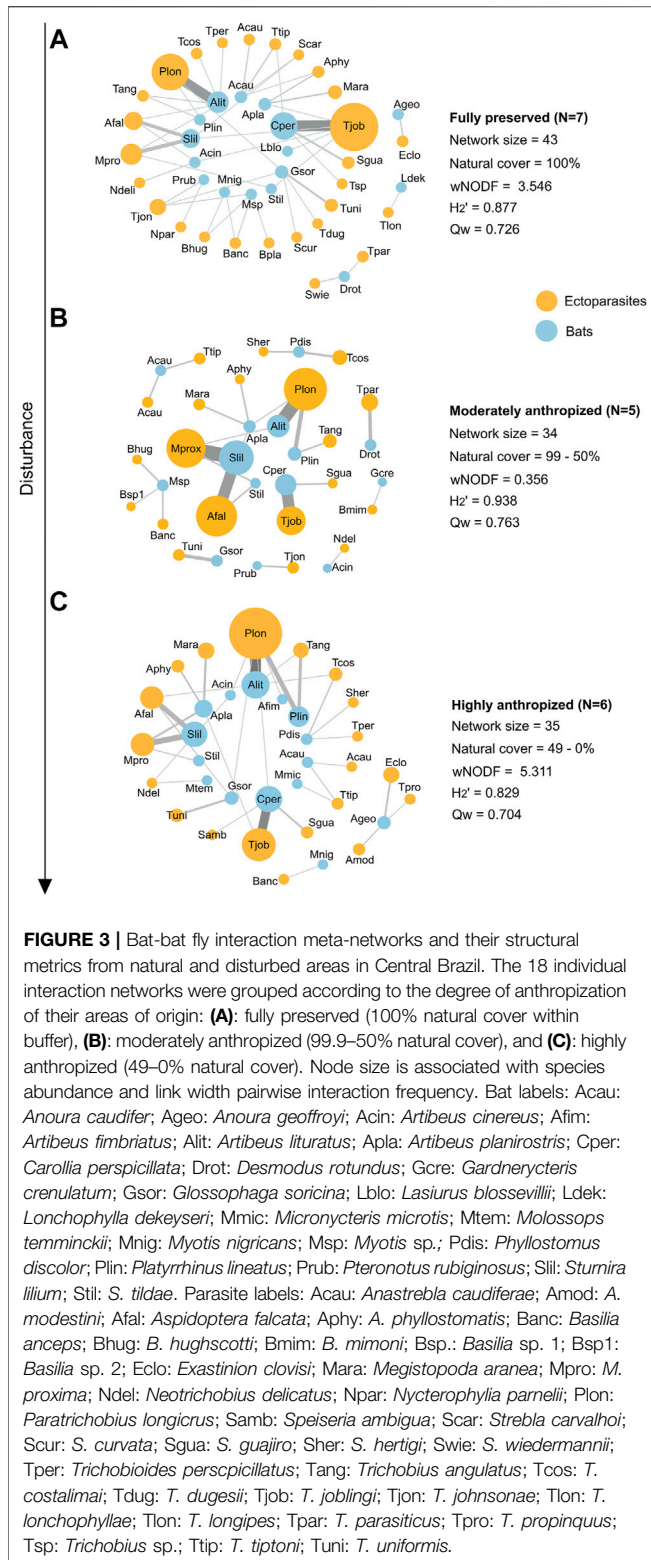 A
Tper Acau Ttip
Tcos Scar
Plon Acau Aphy
Alit Apla Mara
Tang Plin Cper Tjob Ageo
Afal Slil
Mpro Acin Lblo Sgua Eclo
Ndeli Prub Mnig Gsor Tsp Ldek
Tjon Msp Stil Tuni Tlon
Npar Tdug
Bhug Banc Bpla Scur Tpar
Swie Drot
Fully preserved (N=7)
Network size = 43
Natural cover = 100%
wNODF = 3.546
H2' = 0.877
Qw = 0.726
Ectoparasites
Bats
Disturbance
B
Sher Pdis
Ttip Tcos
Acau Aphy Plon Tpar
Mara
Acau Alit Tang
Apla Plin Drot
Mprox Slil Cper Sgua Gcre
Bhug Msp Stil
Bsp1 Afal Tjob Bmim
Banc
Tuni Gsor Tjon Ndel
Prub Acin
Moderately anthropized (N=5)
Network size = 34
Natural cover = 99 - 50%
wNODF = 0.356
H2' = 0.938
Qw = 0.763
C
Plon
Mara Tang
Aphy Acin Alit Tcos
Afal Apla Afim Plin Sher
Slil Pdis
Mpro Stil Acau Tper
Ndel Mtem Gsor Mmic Acau Eclo
Tuni Cper Ttip Tpro
Samb Sgua Ageo
Tjob Mnig Amod
Banc
Highly anthropized (N=6)
Network size = 35
Natural cover = 49 - 0%
wNODF = 5.311
H2' = 0.829
Qw = 0.704
FIGURE 3 | Bat-bat fly interaction meta-networks and their structural
metrics from natural and disturbed areas in Central Brazil. The 18 individual
interaction networks were grouped according to the degree of anthropization
of their areas of origin: (A): fully preserved (100% natural cover within
buffer), (B): moderately anthropized (99.9–50% natural cover), and (C): highly
anthropized (49–0% natural cover). Node size is associated with species
abundance and link width pairwise interaction frequency. Bat labels: Acau:
Anoura caudifer; Ageo: Anoura geoffroyi; Acin: Artibeus cinereus; Afim:
Artibeus fimbriatus; Alit: Artibeus lituratus; Apla: Artibeus planirostris; Cper:
Carollia perspicillata; Drot: Desmodus rotundus; Gcre: Gardnerycteris
crenulatum; Gsor: Glossophaga soricina; Lblo: Lasiurus blossevillii; Ldek:
Lonchophylla dekeyseri; Mmic: Micronycteris microtis; Mtem: Molossops
temminckii; Mnig: Myotis nigricans; Msp: Myotis sp.; Pdis: Phyllostomus
discolor; Plin: Platyrrhinus lineatus; Prub: Pteronotus rubiginosus; Slil: Sturnira
lilium; Stil: S. tildae. Parasite labels: Acau: Anastrebla caudiferae; Amod: A.
modestini; Afal: Aspidoptera falcata; Aphy: A. phyllostomatis; Banc: Basilia
anceps; Bhug: B. hughscotti; Bmim: B. mimoni; Bsp.: Basilia sp. 1; Bsp1:
Basilia sp. 2; Eclo: Exastinion clovisi; Mara: Megistopoda aranea; Mpro: M.
proxima; Ndel: Neotrichobius delicatus; Npar: Nycterophylia parnelii; Plon:
Paratrichobius longicrus; Samb: Speiseria ambigua; Scar: Strebla carvalhoi;
Scur: S. curvata; Sgua: S. guajiro; Sher: S. hertigi; Swie: S. wiedermannii;
Tper: Trichobioides perscpicillatus; Tang: Trichobius angulatus; Tcos: T.
costalimai; Tdug: T. dugesii; Tjob: T. joblingi; Tjon: T. johnsonae; Tlon: T.
lonchophyllae; Tlon: T. longipes; Tpar: T. parasiticus; Tpro: T. propinquus;
Tsp: Trichobius sp.; Ttip: T. tiptoni; Tuni: T. uniformis.